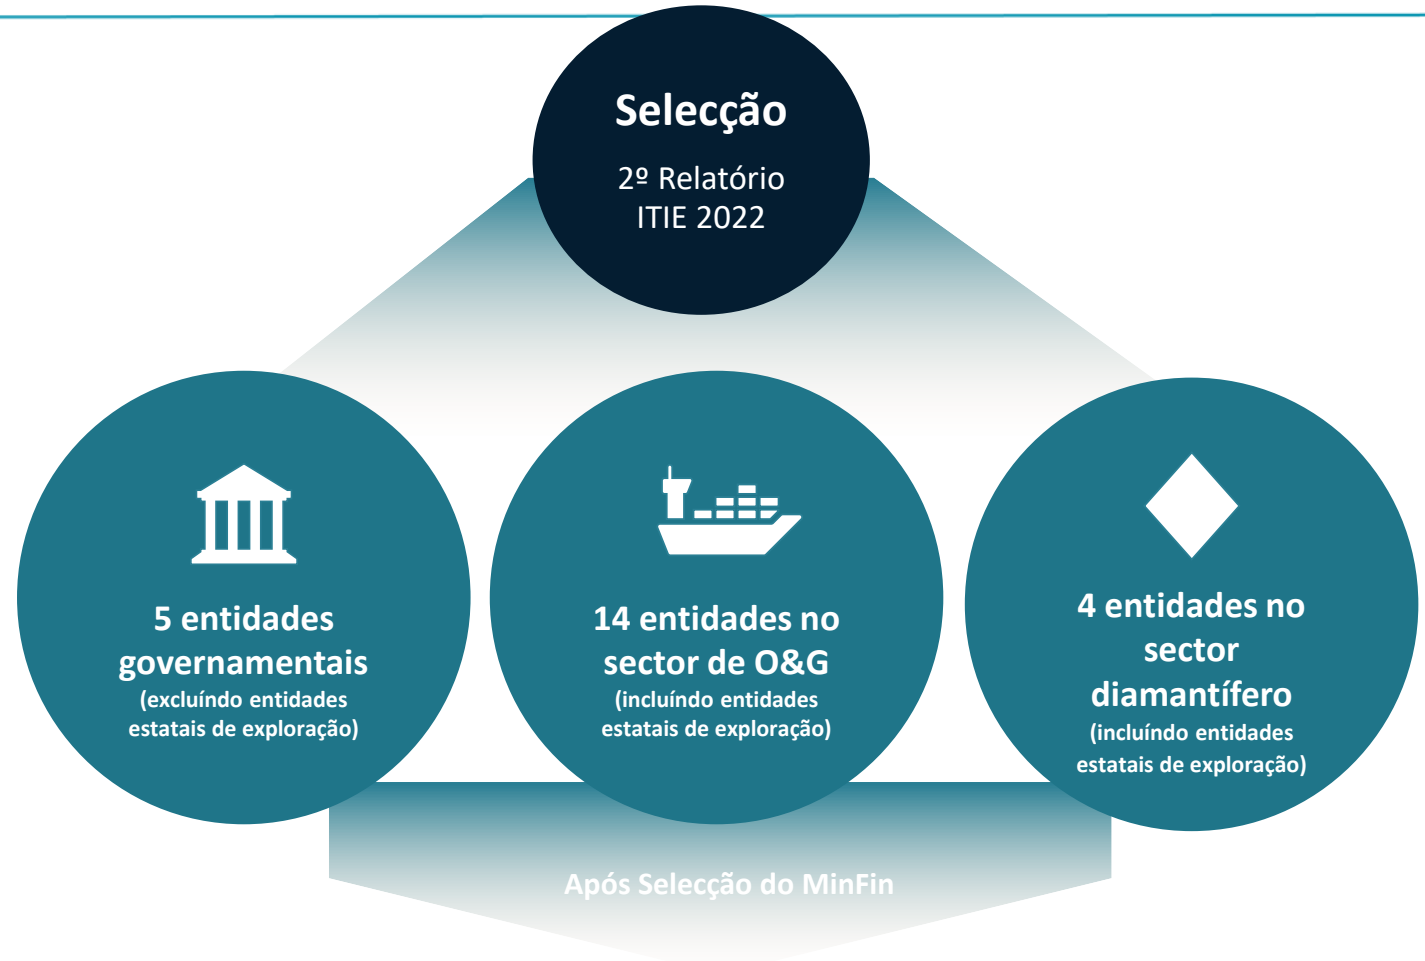 Selecção
2º Relatório
ITIE 2022
5 entidades
governamentais
(excluíndo entidades
estatais de exploração)
14 entidades no
sector de O&G
(incluíndo entidades
estatais de exploração)
4 entidades no
sector
diamantífero
(incluíndo entidades
estatais de exploração)
Após Selecção do MinFin